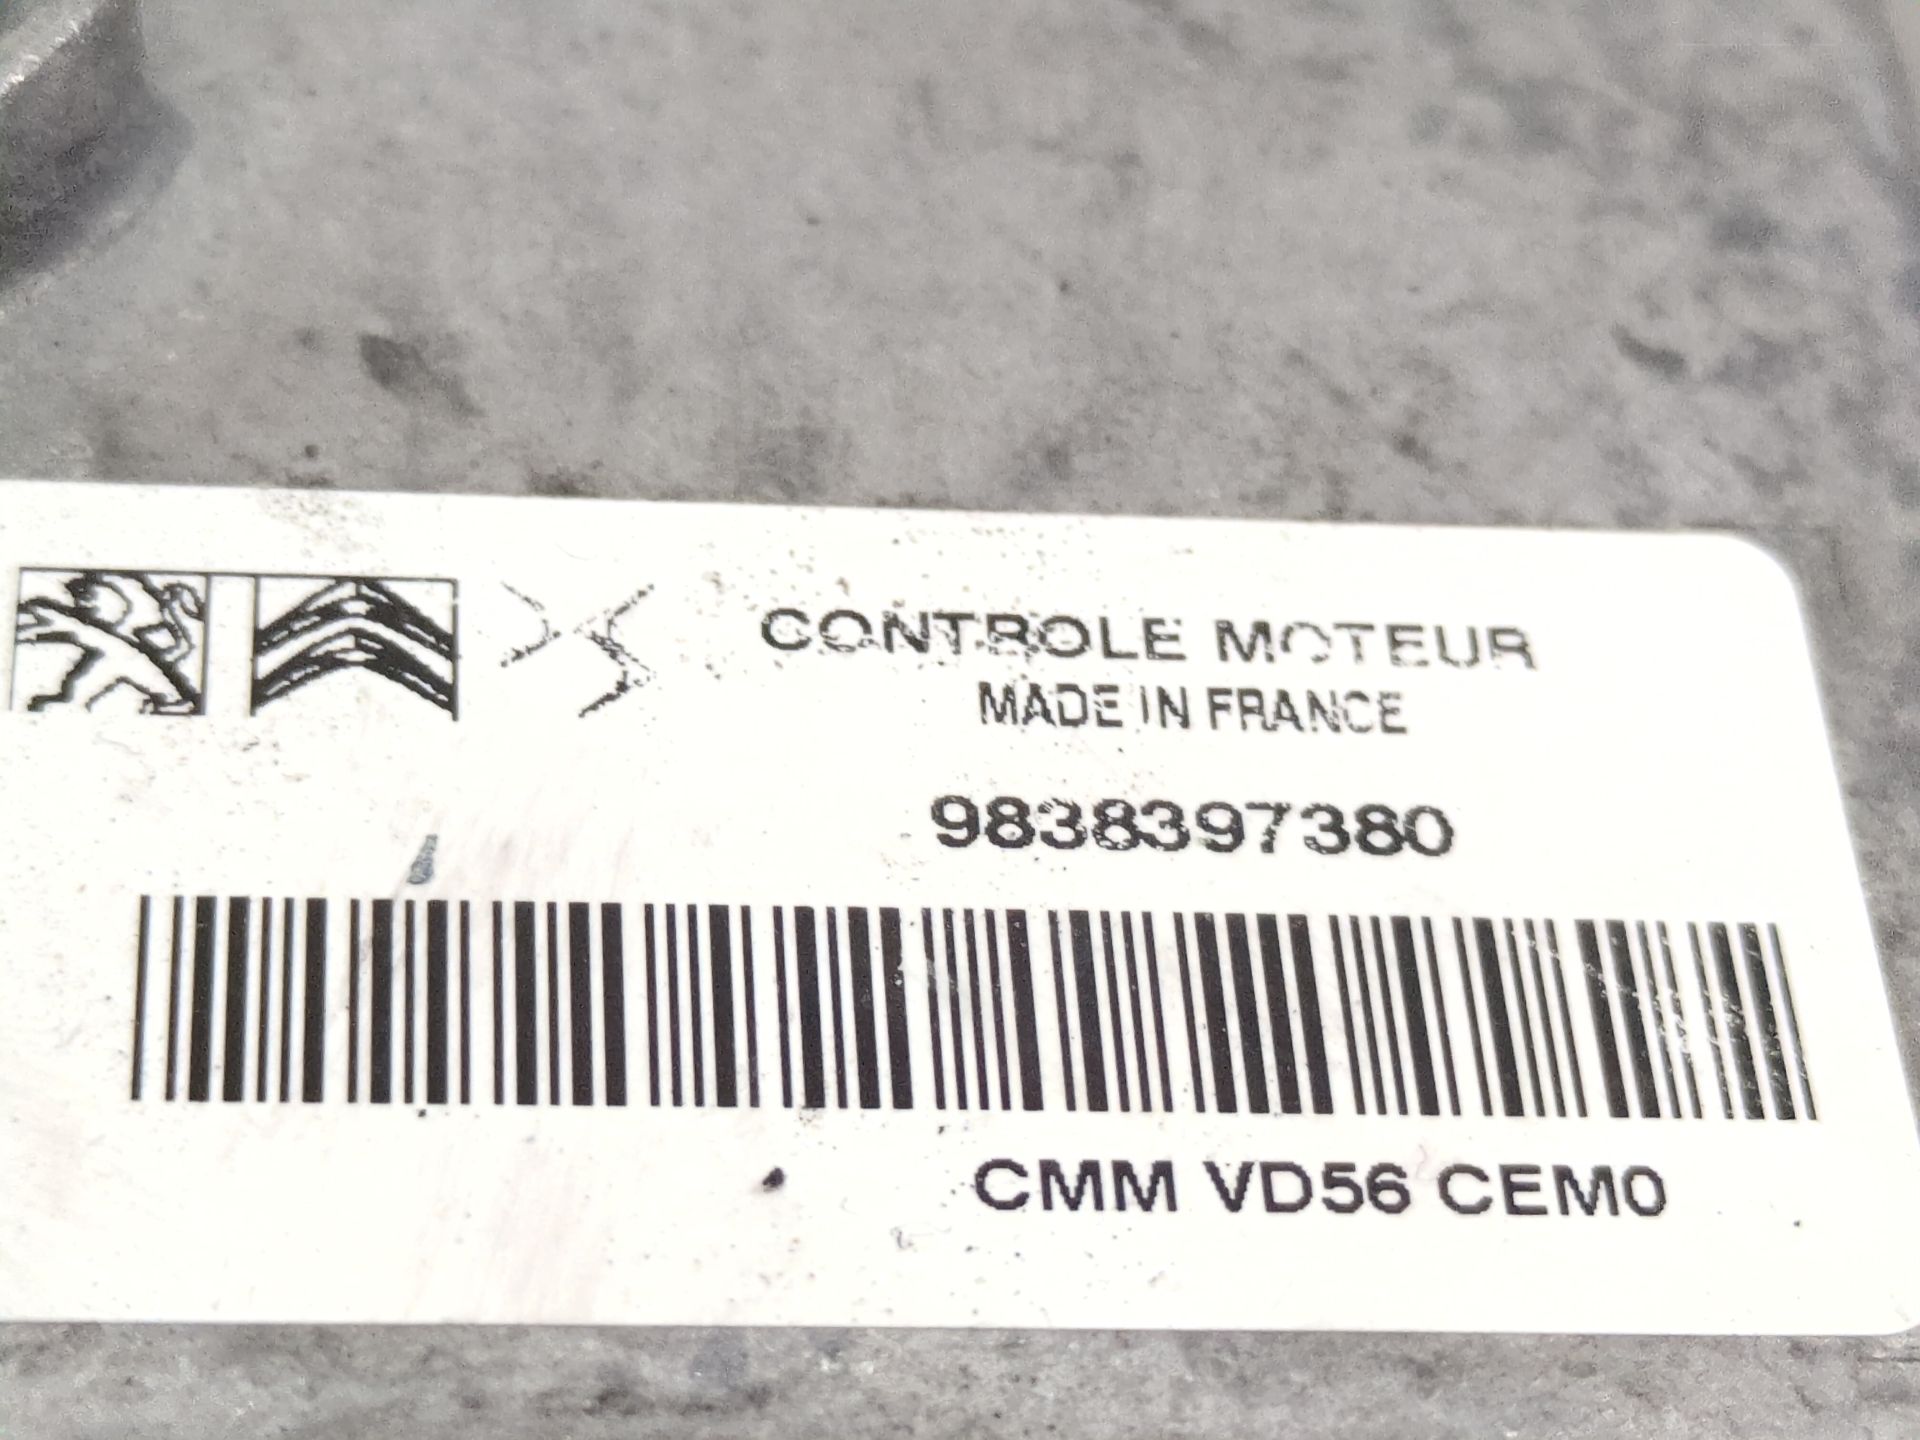 CONTROLE MOTEUR
MADE IN FRANCE
9838397380
CMM VD56 CEM0